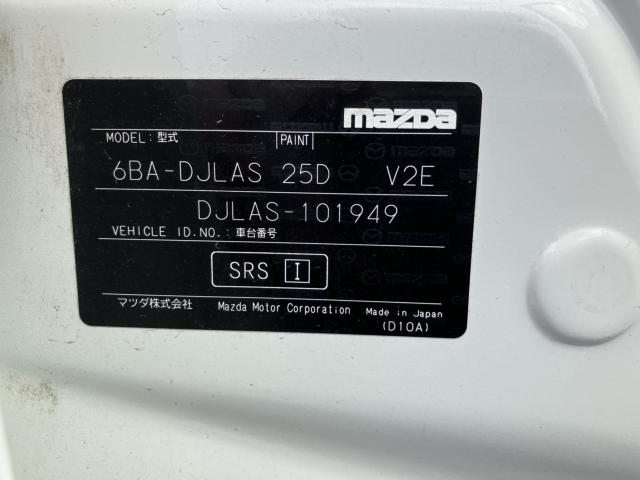 mazda
MODEL:型式 PAINT
6BA-DJLAS 25D V2E
DJLAS-101949
VEHICLE ID.NO.:車台番号
SRS I
マツダ株式会社 Mazda Motor Corporation Made in Japan
(D10A)